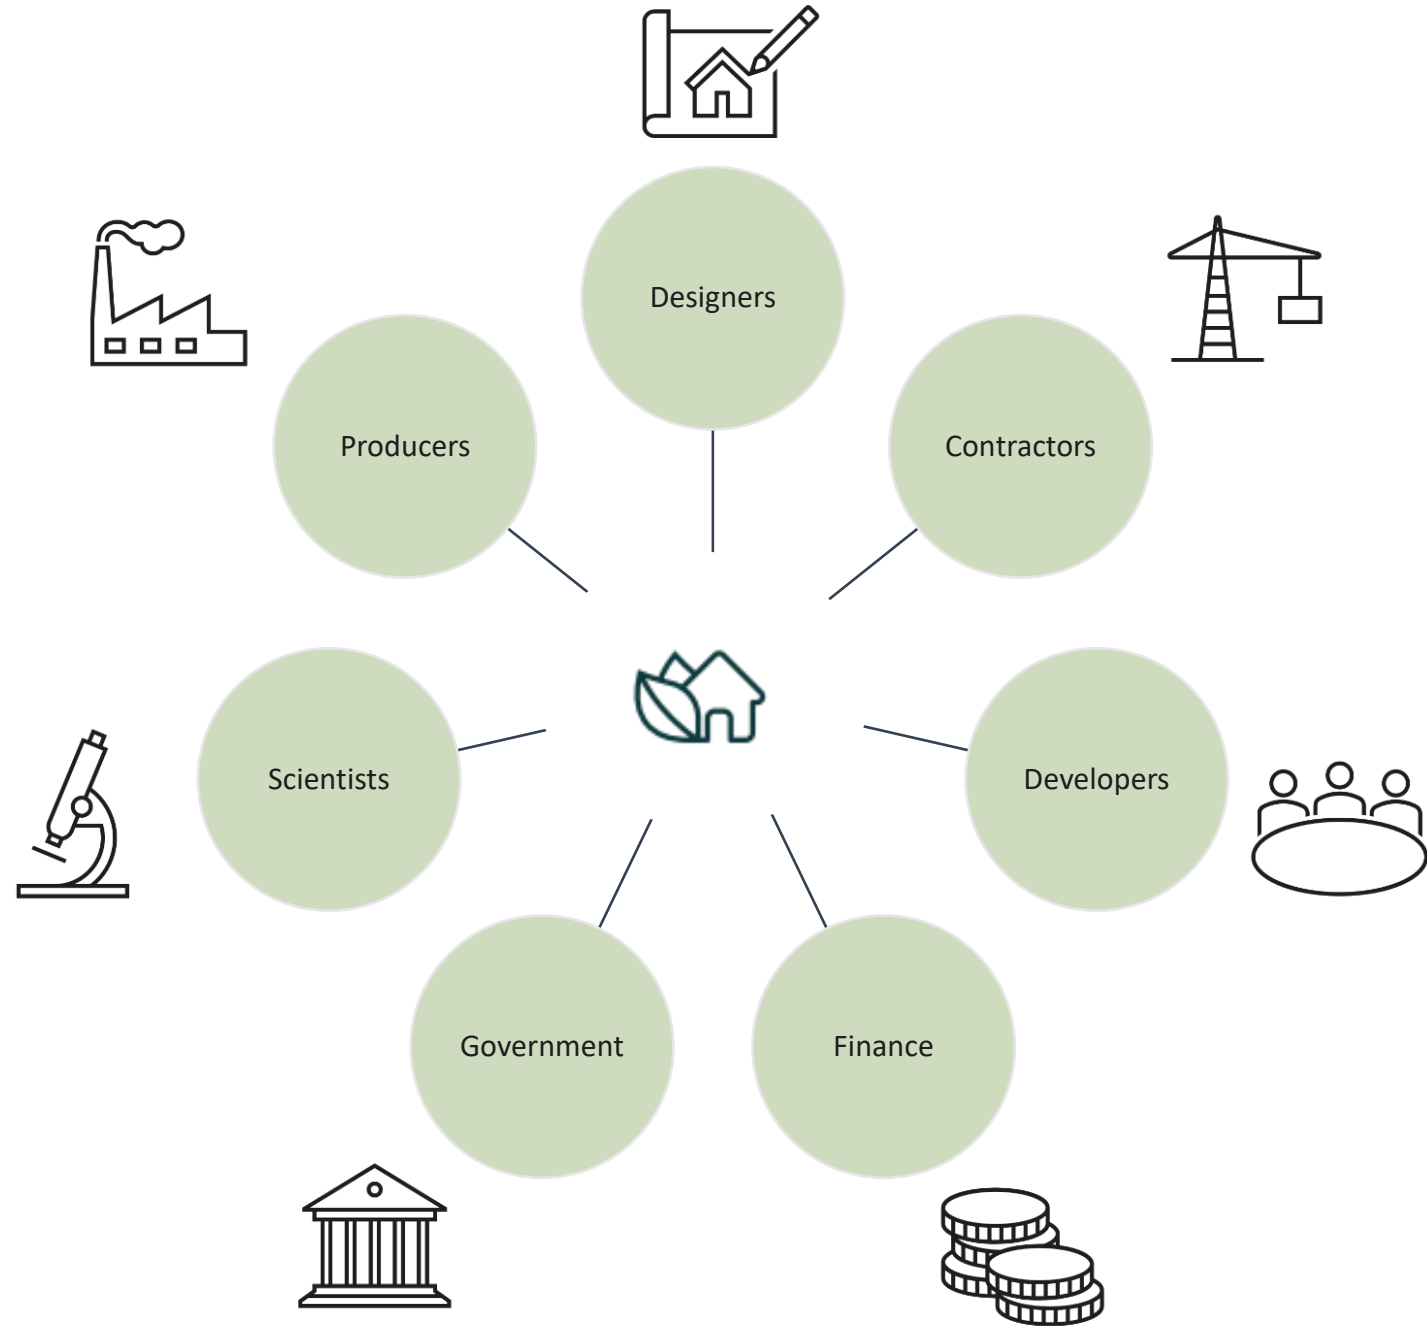 Designers
Producers
Contractors
Scientists
Developers
Government
Finance